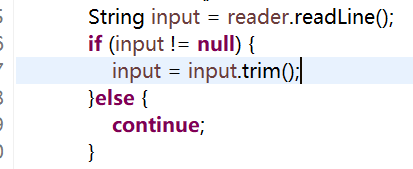 String input = reader.readLine();
if (input != null) {
input = input.trim();
}else {
continue;
}